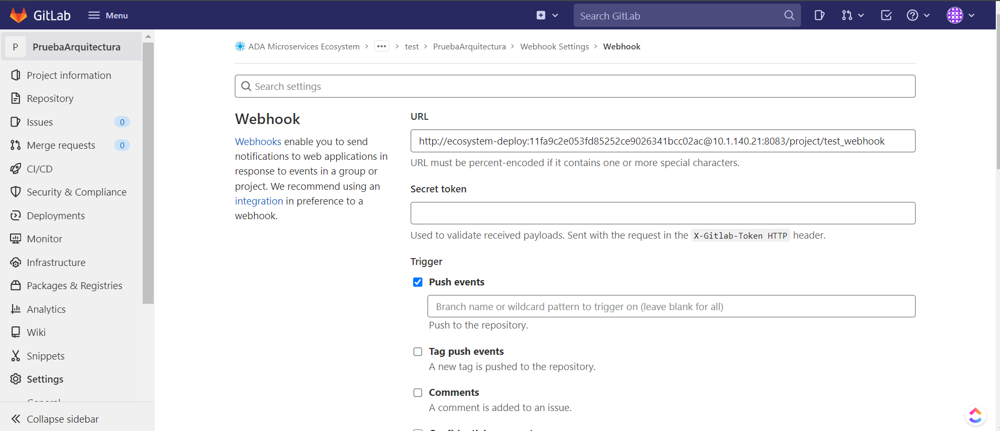 GitLab
Menu
Search GitLab
P
PruebaArquitectura
Project information
Repository
Issues
0
Merge requests
0
CI/CD
Security & Compliance
Deployments
Monitor
Infrastructure
Packages & Registries
Analytics
Wiki
Snippets
Settings
General
Collapse sidebar
ADA Microservices Ecosystem > ... > test > PruebaArquitectura > Webhook Settings > Webhook
Search settings
Webhook
Webhooks enable you to send
notifications to web applications in
response to events in a group or
project. We recommend using an
integration in preference to a
webhook.
URL
http://ecosystem-deploy:11fa9c2e053fd85252ce9026341bcc02ac@10.1.140.21:8083/project/test_webhook
URL must be percent-encoded if it contains one or more special characters.
Secret token
Used to validate received payloads. Sent with the request in the X-Gitlab-Token HTTP header.
Trigger
Push events
Branch name or wildcard pattern to trigger on (leave blank for all)
Push to the repository.
Tag push events
A new tag is pushed to the repository.
Comments
A comment is added to an issue.